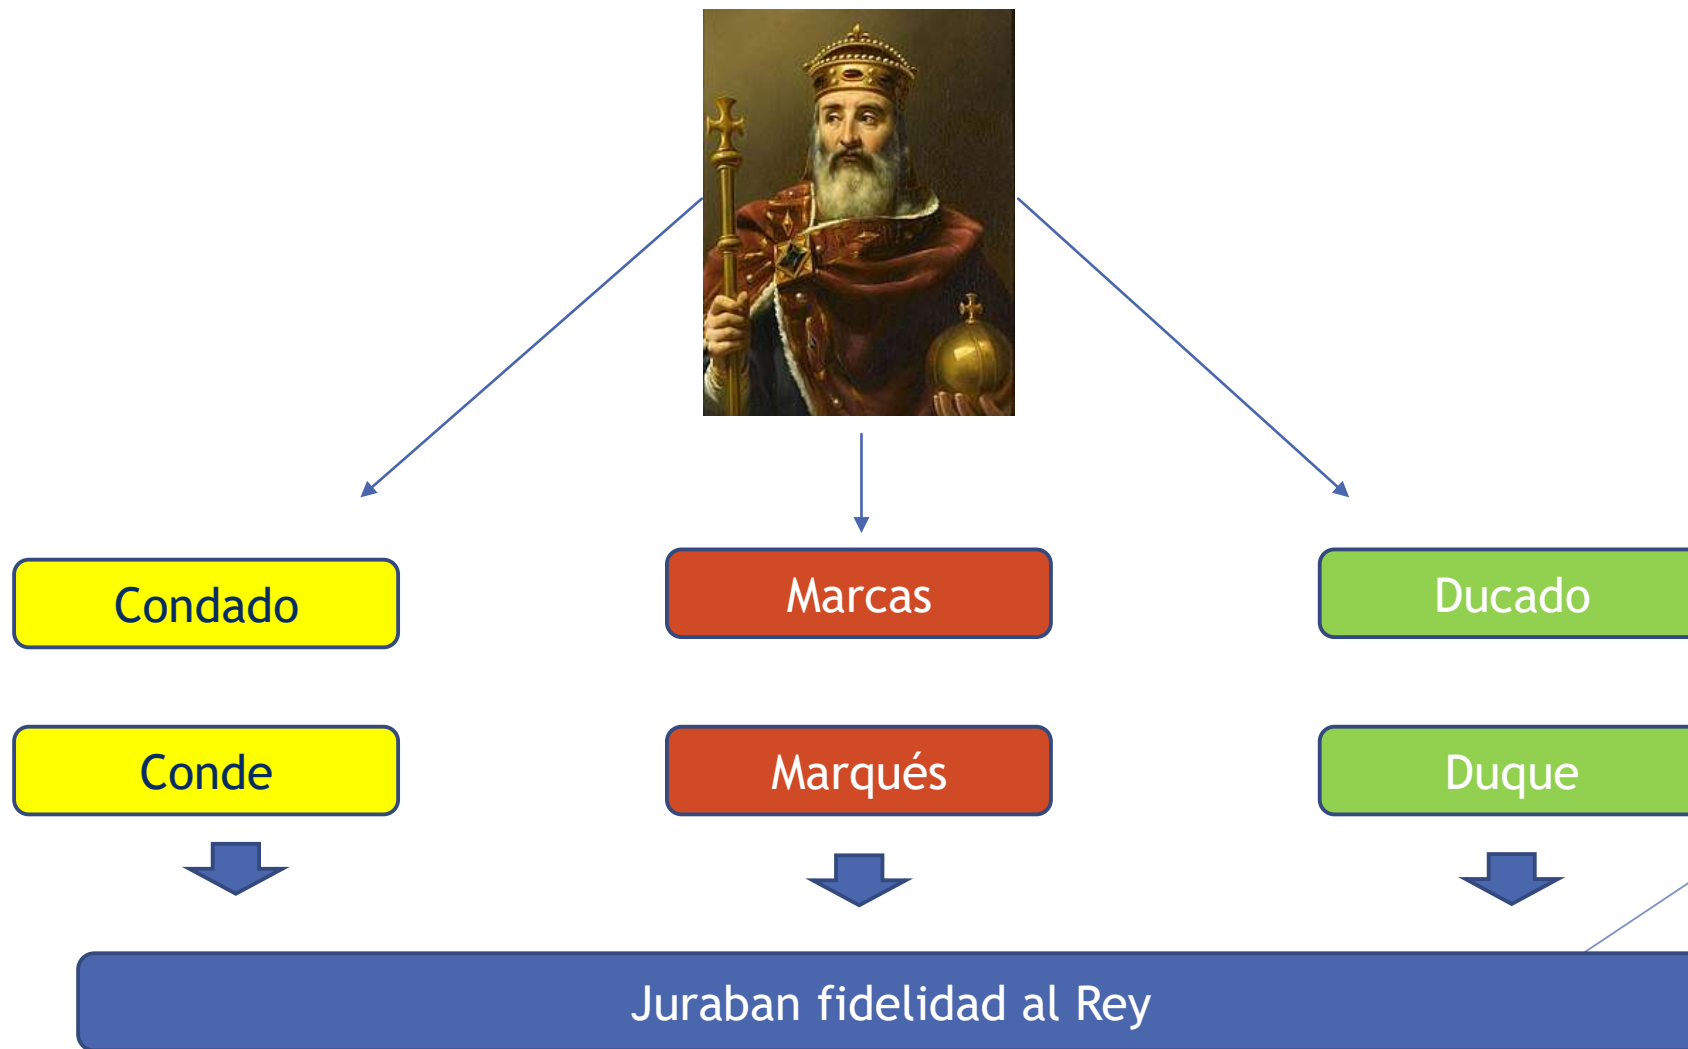 Condado
Marcas
Ducado
Conde
Marqués
Duque
Juraban fidelidad al Rey